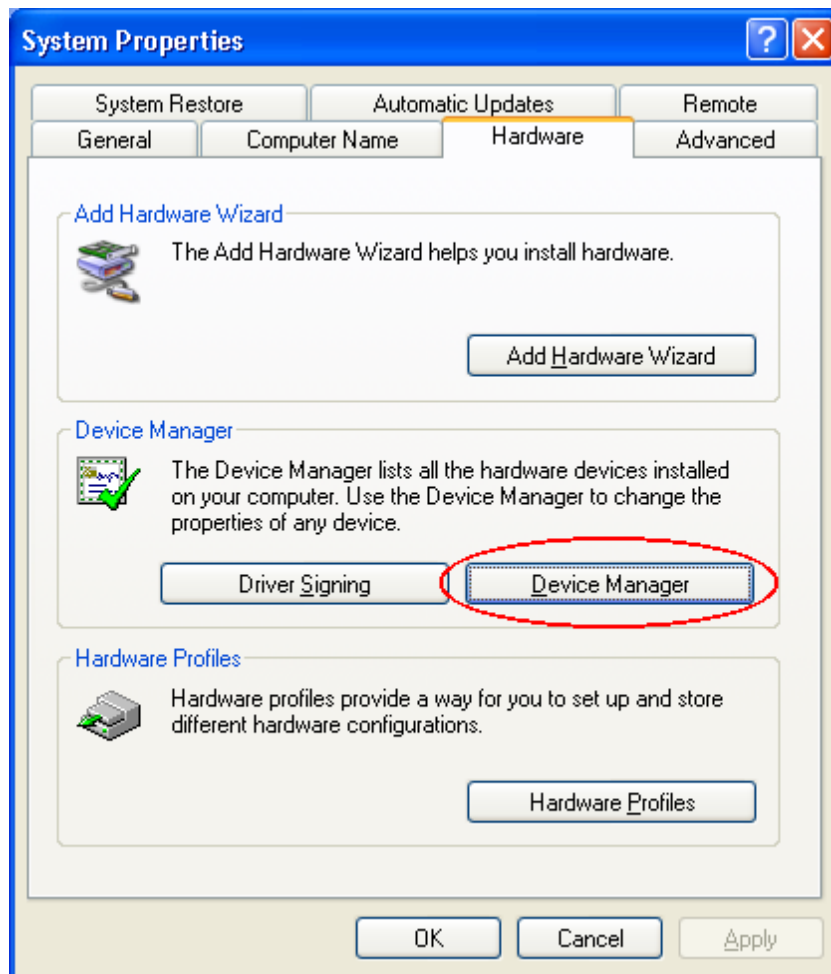 System Properties
System Restore Automatic Updates Remote
General Computer Name Hardware Advanced
Add Hardware Wizard
The Add Hardware Wizard helps you install hardware.
Add Hardware Wizard
Device Manager
The Device Manager lists all the hardware devices installed
on your computer. Use the Device Manager to change the
properties of any device.
Driver Signing Device Manager
Hardware Profiles
Hardware profiles provide a way for you to set up and store
different hardware configurations.
Hardware Profiles
OK Cancel Apply